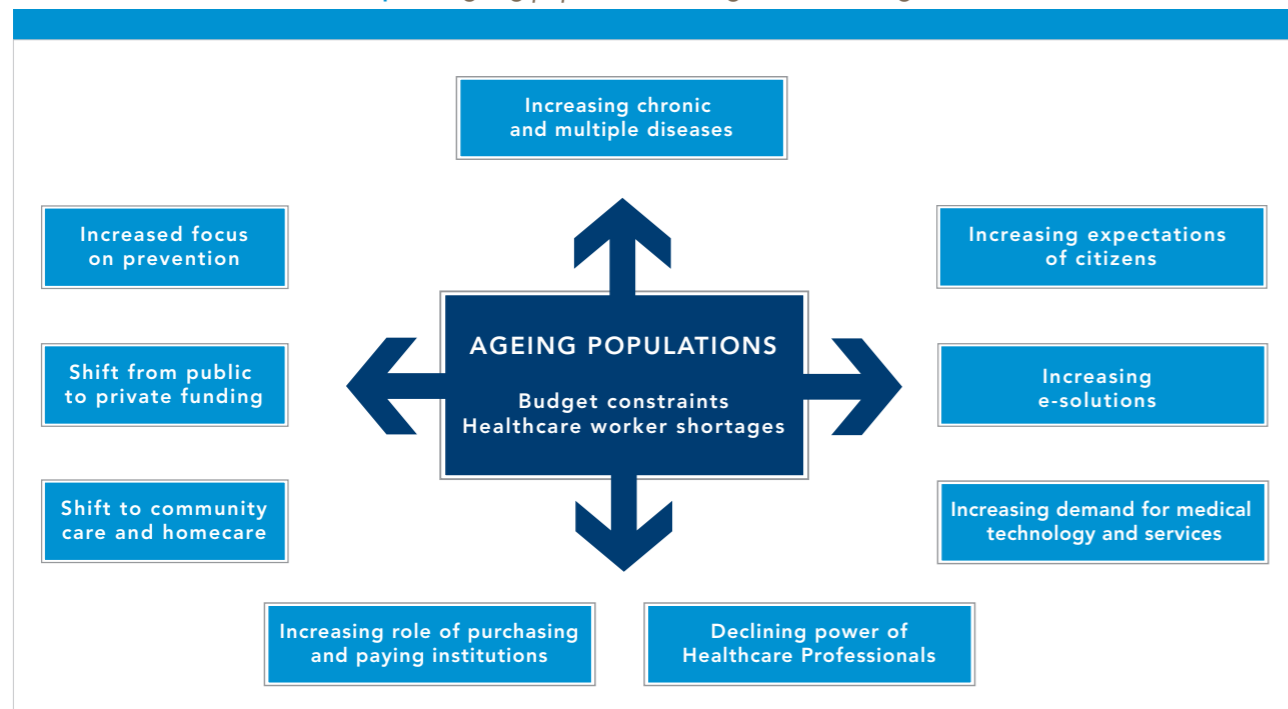 Increasing chronic
and multiple diseases
Increased focus
on prevention
Increasing expectations
of citizens
AGEING POPULATIONS
Budget constraints
Healthcare worker shortages
Shift from public
to private funding
Increasing
e-solutions
Shift to community
care and homecare
Increasing demand for medical
technology and services
Increasing role of purchasing
and paying institutions
Declining power of
Healthcare Professionals